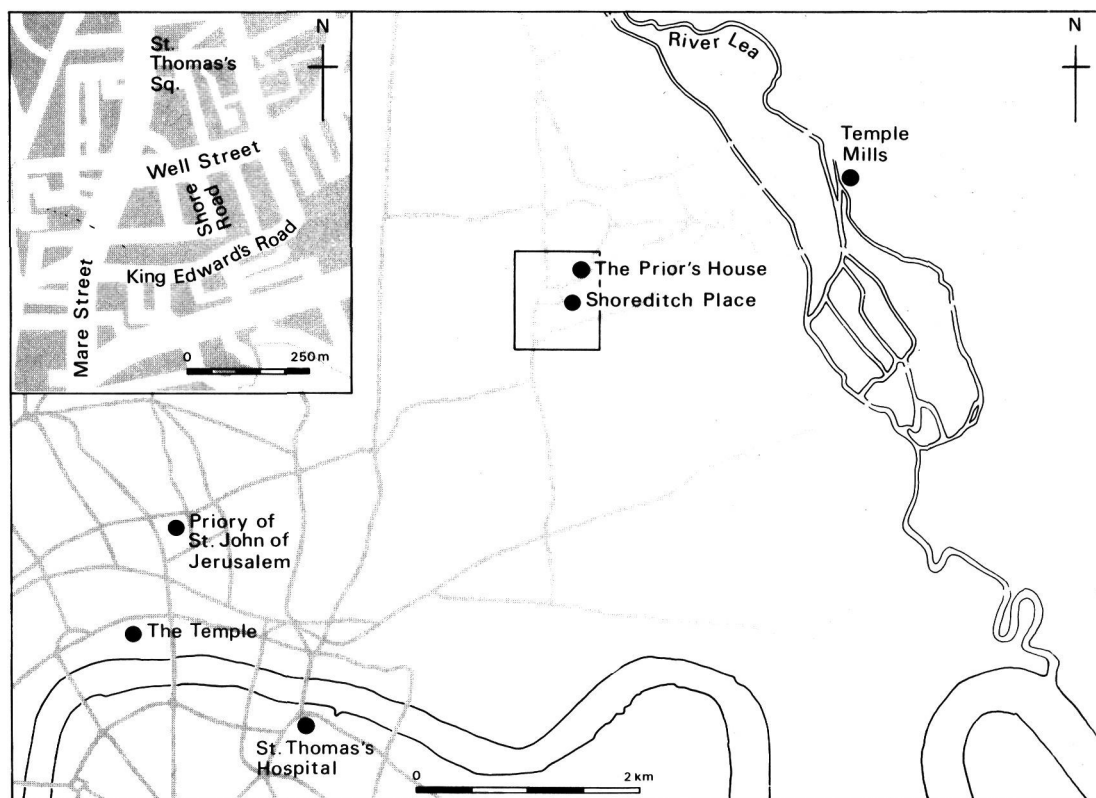 N
St.
Thomas's
Sq.
Well Street
Shore
Road
King Edward's Road
Mare Street
0 250m
River Lea
N
Temple
Mills
The Prior's House
Shoreditch Place
Priory of
St. John of
Jerusalem
The Temple
St. Thomas's
Hospital
0 2 km